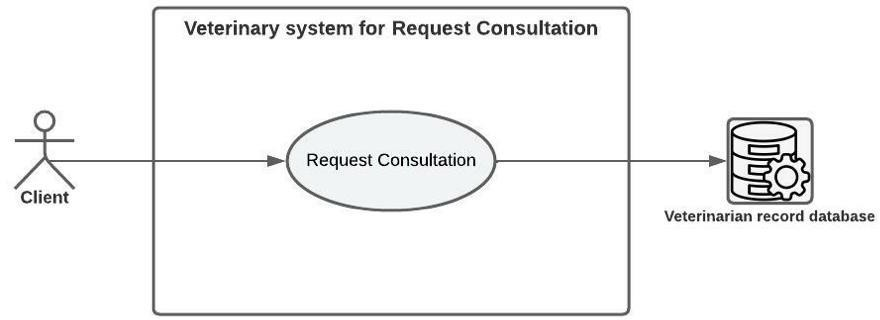 Veterinary system for Request Consultation
Request Consultation
Client
Veterinarian record database